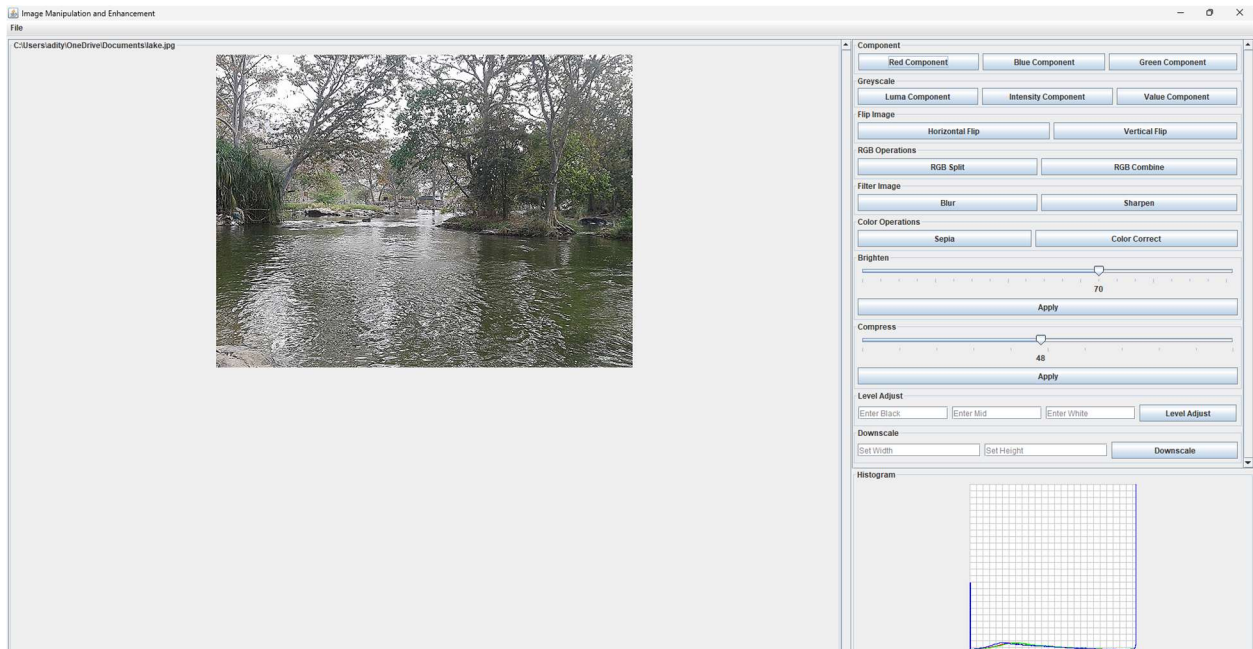 Image Manipulation and Enhancement
File
C:\Users\adity\OneDrive\Documents\lake.jpg
Component
Red Component Blue Component Green Component
Greyscale
Luma Component Intensity Component Value Component
Flip Image
Horizontal Flip Vertical Flip
RGB Operations
RGB Split RGB Combine
Filter Image
Blur Sharpen
Color Operations
Sepia Color Correct
Brighten
70
Apply
Compress
48
Apply
Level Adjust
Enter Black Enter Mid Enter White Level Adjust
Downscale
Set Width Set Height Downscale
Histogram